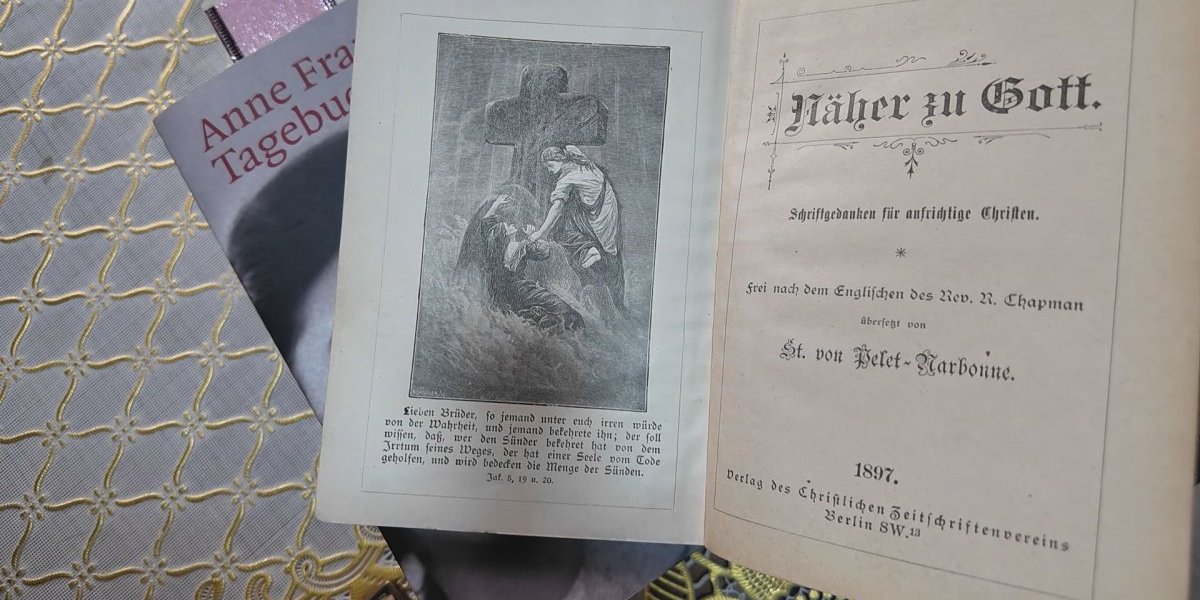 Anne Fra
Tagebuc
Lieben Brüder, so jemand unter euch irren würde
von der Wahrheit, und jemand bekehrete ihn; der soll
wissen, daß, wer den Sünder bekehret hat von dem
Irrtum seines Weges, der hat einer Seele vom Tode
geholfen, und wird bedecken die Menge der Sünden.
Jak. 5, 19 u. 20.
Näher zu Gott.
Schriftgedanken für aufrichtige Christen.
*
Frei nach dem Englischen des Rev. R. Chapman
übersetzt von
St. von Pelet-Narbonne.
1897.
Verlag des Christlichen Zeitschriftenvereins
Berlin SW.13